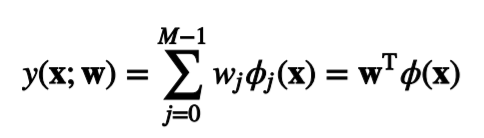 y(𝐱; 𝐰) = ∑_{j=0}^{M−1} w_j ϕ_j(𝐱) = 𝐰^T ϕ(𝐱)